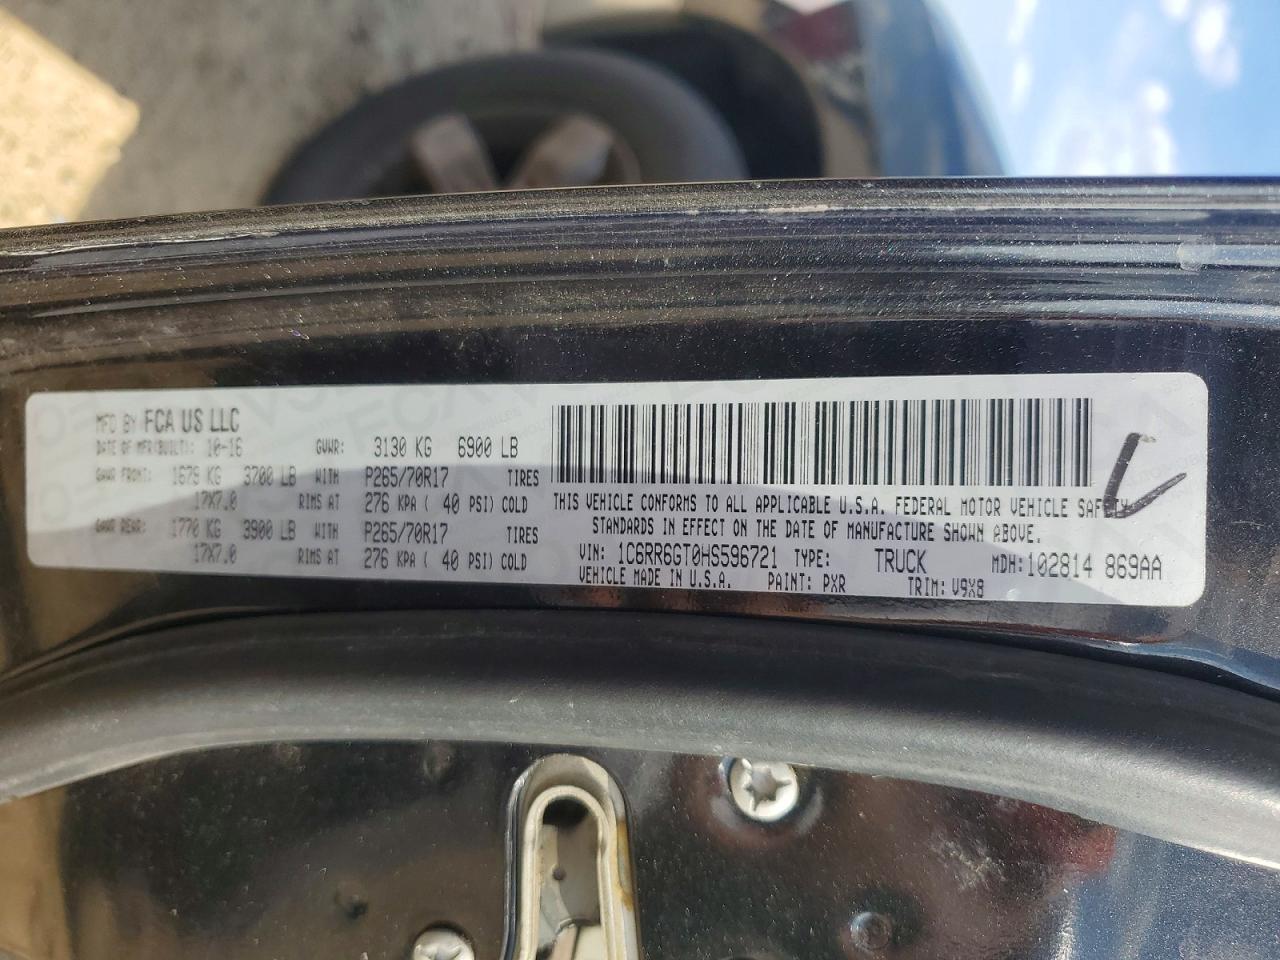 MFD BY FCA US LLC
DATE OF MFR(BUILT): 10-16 GVWR: 3130 KG 6900 LB
GAWR FRONT: 1679 KG 3700 LB WITH P265/70R17 TIRES
17X7.0 RIMS AT 276 KPA ( 40 PSI) COLD
GAWR REAR: 1770 KG 3900 LB WITH P265/70R17 TIRES
17X7.0 RIMS AT 276 KPA ( 40 PSI) COLD
THIS VEHICLE CONFORMS TO ALL APPLICABLE U.S.A. FEDERAL MOTOR VEHICLE SAFETY
STANDARDS IN EFFECT ON THE DATE OF MANUFACTURE SHOWN ABOVE.
VIN: 1C6RR6GT0HS596721 TYPE: TRUCK MDH: 102814 869AA
VEHICLE MADE IN U.S.A. PAINT: PXR TRIM: V9X8